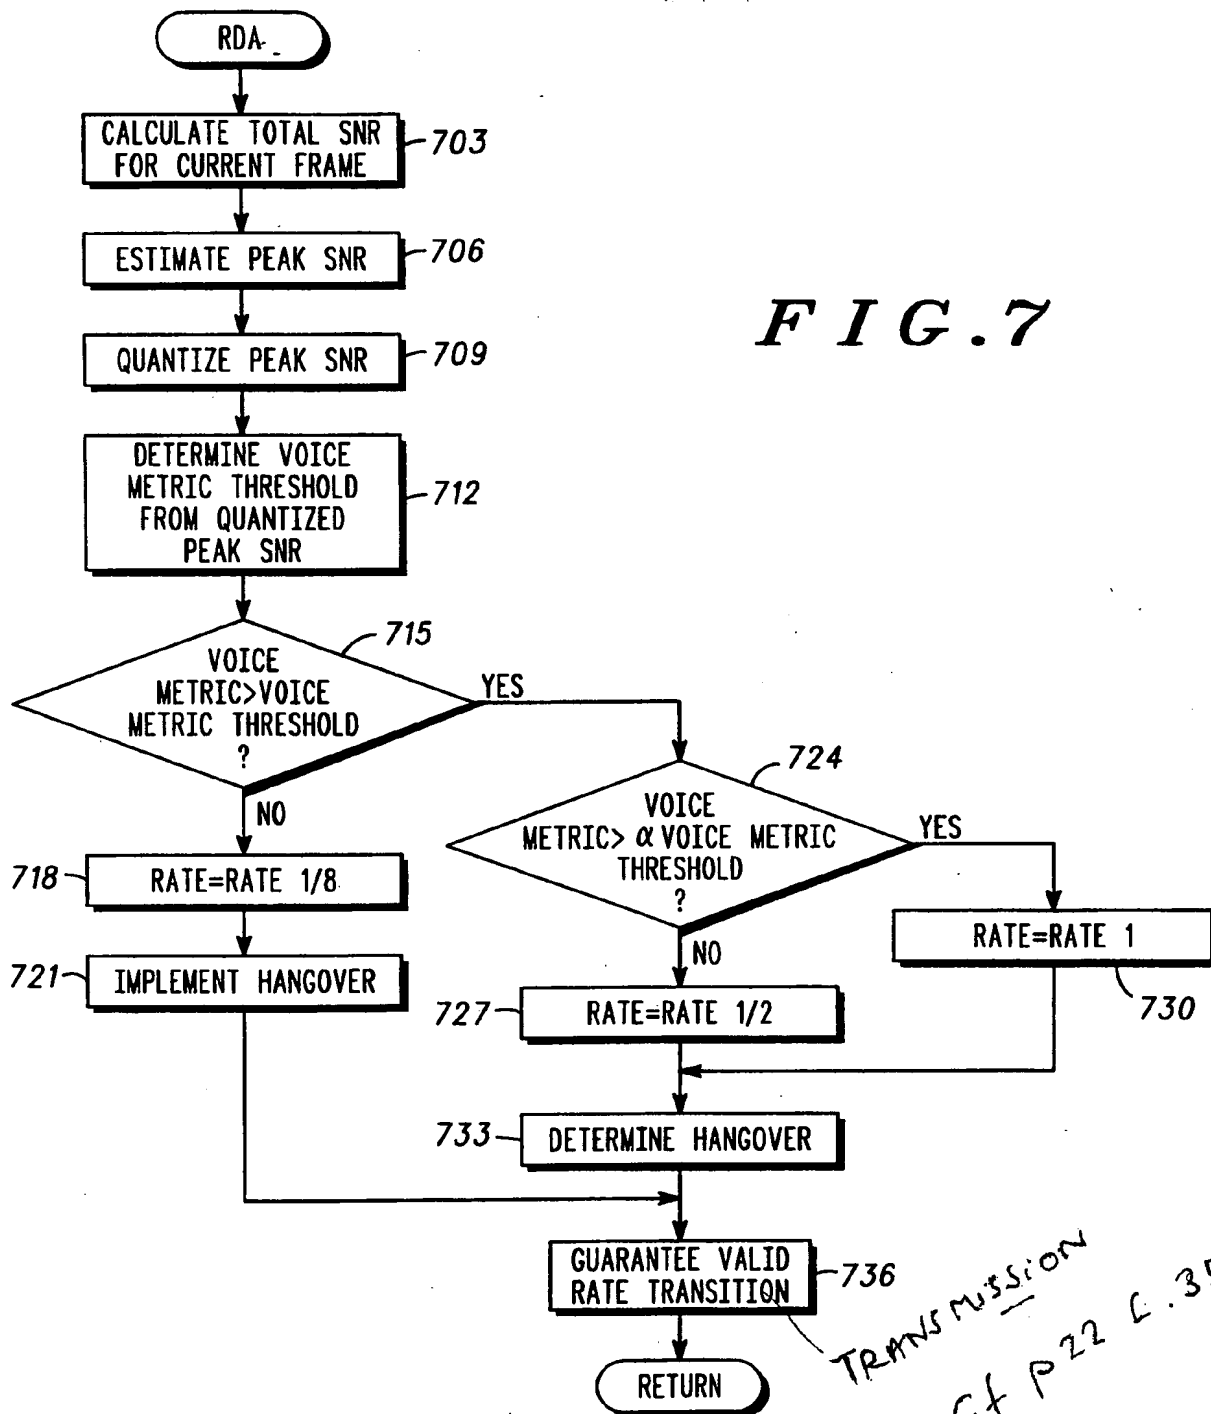 RDA
CALCULATE TOTAL SNR
FOR CURRENT FRAME
703
ESTIMATE PEAK SNR
706
QUANTIZE PEAK SNR
709
FIG.7
DETERMINE VOICE
METRIC THRESHOLD
FROM QUANTIZED
PEAK SNR
712
715
VOICE
METRIC>VOICE
METRIC THRESHOLD
?
YES
NO
724
VOICE
METRIC> α VOICE METRIC
THRESHOLD
?
YES
NO
718
RATE=RATE 1/8
RATE=RATE 1
730
721
IMPLEMENT HANGOVER
727
RATE=RATE 1/2
733
DETERMINE HANGOVER
GUARANTEE VALID
RATE TRANSITION
736
TRANSMISSION
cf p22 L.35
RETURN